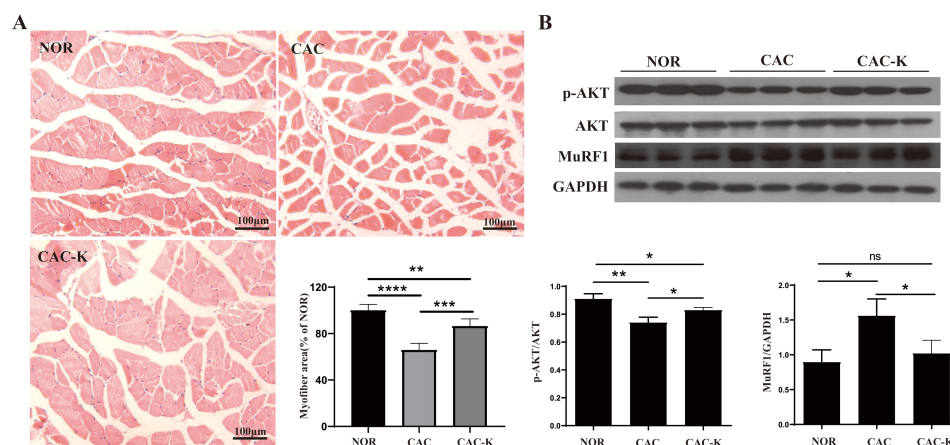 A
NOR
100μm
CAC
100μm
CAC-K
100μm
Myofiber area(% of NOR)
120
80
40
0
**
****
***
NOR
CAC
CAC-K
B
NOR
CAC
CAC-K
p-AKT
AKT
MuRF1
GAPDH
p-AKT/AKT
1.0
0.8
0.6
0.4
0.2
0.0
*
**
*
NOR
CAC
CAC-K
MuRF1/GAPDH
2.0
1.5
1.0
0.5
0.0
ns
*
*
NOR
CAC
CAC-K